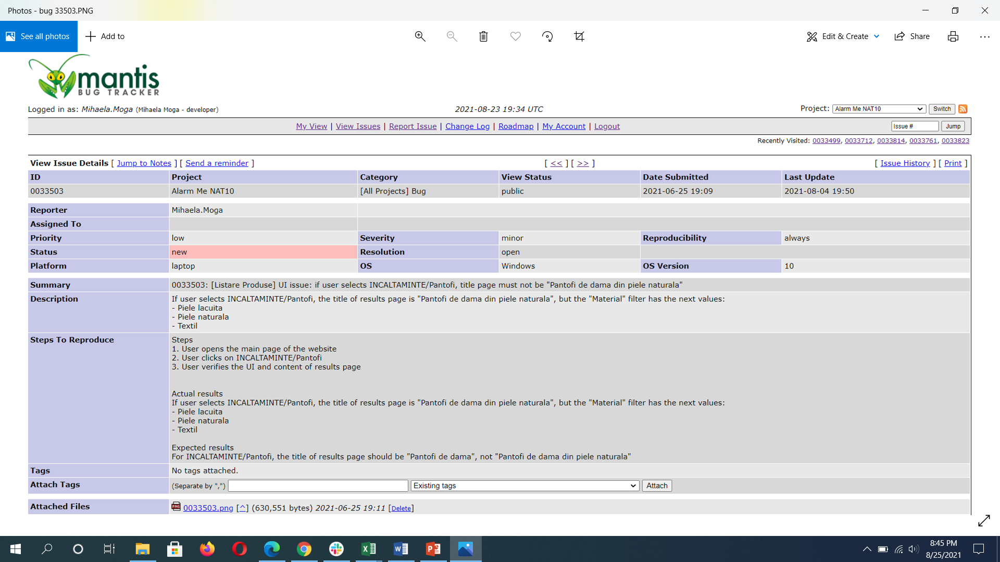 Photos - bug 33503.PNG
See all photos
Add to
Edit & Create
Share
mantis
BUG TRACKER
Logged in as: Mihaela.Moga (Mihaela Moga - developer)
2021-08-23 19:34 UTC
Project: Alarm Me NAT10 Switch
My View | View Issues | Report Issue | Change Log | Roadmap | My Account | Logout
Issue # Jump
Recently Visited: 0033499, 0033712, 0033814, 0033761, 0033823
View Issue Details [ Jump to Notes ] [ Send a reminder ] [ << ] [ >> ] [ Issue History ] [ Print ]
ID Project Category View Status Date Submitted Last Update
0033503 Alarm Me NAT10 [All Projects] Bug public 2021-06-25 19:09 2021-08-04 19:50
Reporter Mihaela.Moga
Assigned To
Priority low Severity minor Reproducibility always
Status new Resolution open
Platform laptop OS Windows OS Version 10
Summary 0033503: [Listare Produse] UI issue: if user selects INCALTAMINTE/Pantofi, title page must not be "Pantofi de dama din piele naturala"
Description If user selects INCALTAMINTE/Pantofi, the title of results page is "Pantofi de dama din piele naturala", but the "Material" filter has the next values:
- Piele lacuita
- Piele naturala
- Textil
Steps To Reproduce Steps
1. User opens the main page of the website
2. User clicks on INCALTAMINTE/Pantofi
3. User verifies the UI and content of results page
Actual results
If user selects INCALTAMINTE/Pantofi, the title of results page is "Pantofi de dama din piele naturala", but the "Material" filter has the next values:
- Piele lacuita
- Piele naturala
- Textil
Expected results
For INCALTAMINTE/Pantofi, the title of results page should be "Pantofi de dama", not "Pantofi de dama din piele naturala"
Tags No tags attached.
Attach Tags (Separate by ",") Existing tags Attach
Attached Files PNG 0033503.png [^] (630,551 bytes) 2021-06-25 19:11 [Delete]
8:45 PM
8/25/2021